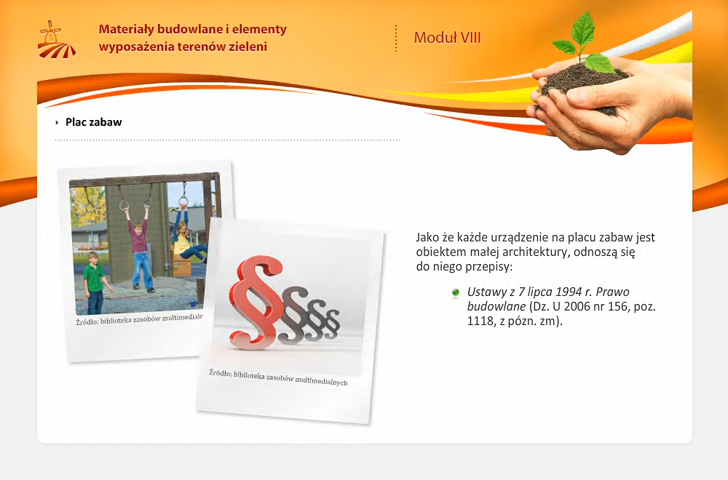 Materiały budowlane i elementy
wyposażenia terenów zieleni
Moduł VIII
Plac zabaw
Źródło: biblioteka zasobów multimedialn
Źródło: biblioteka zasobów multimedialnych
Jako że każde urządzenie na placu zabaw jest
obiektem małej architektury, odnoszą się
do niego przepisy:
Ustawy z 7 lipca 1994 r. Prawo
budowlane (Dz. U 2006 nr 156, poz.
1118, z pózn. zm).